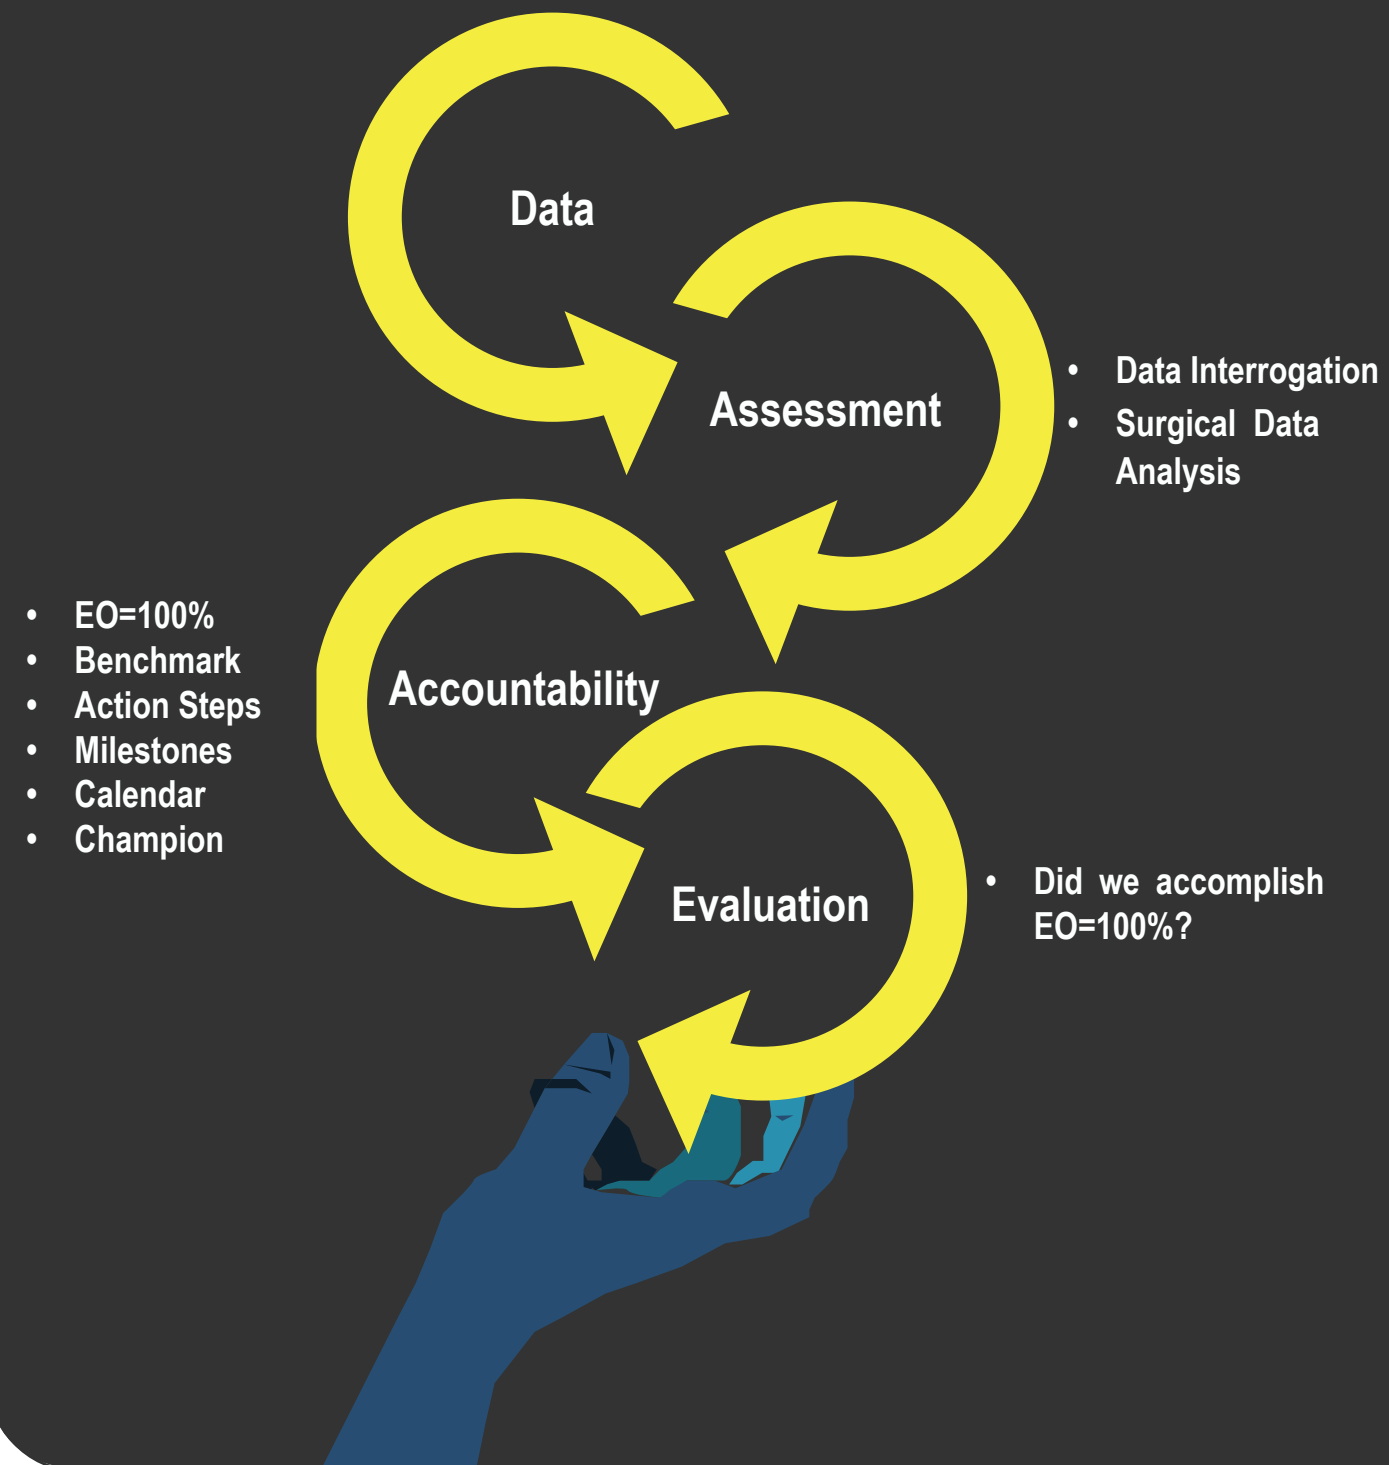 Data
Assessment
• Data Interrogation
• Surgical Data
Analysis
Accountability
• EO=100%
• Benchmark
• Action Steps
• Milestones
• Calendar
• Champion
Evaluation
• Did we accomplish
EO=100%?